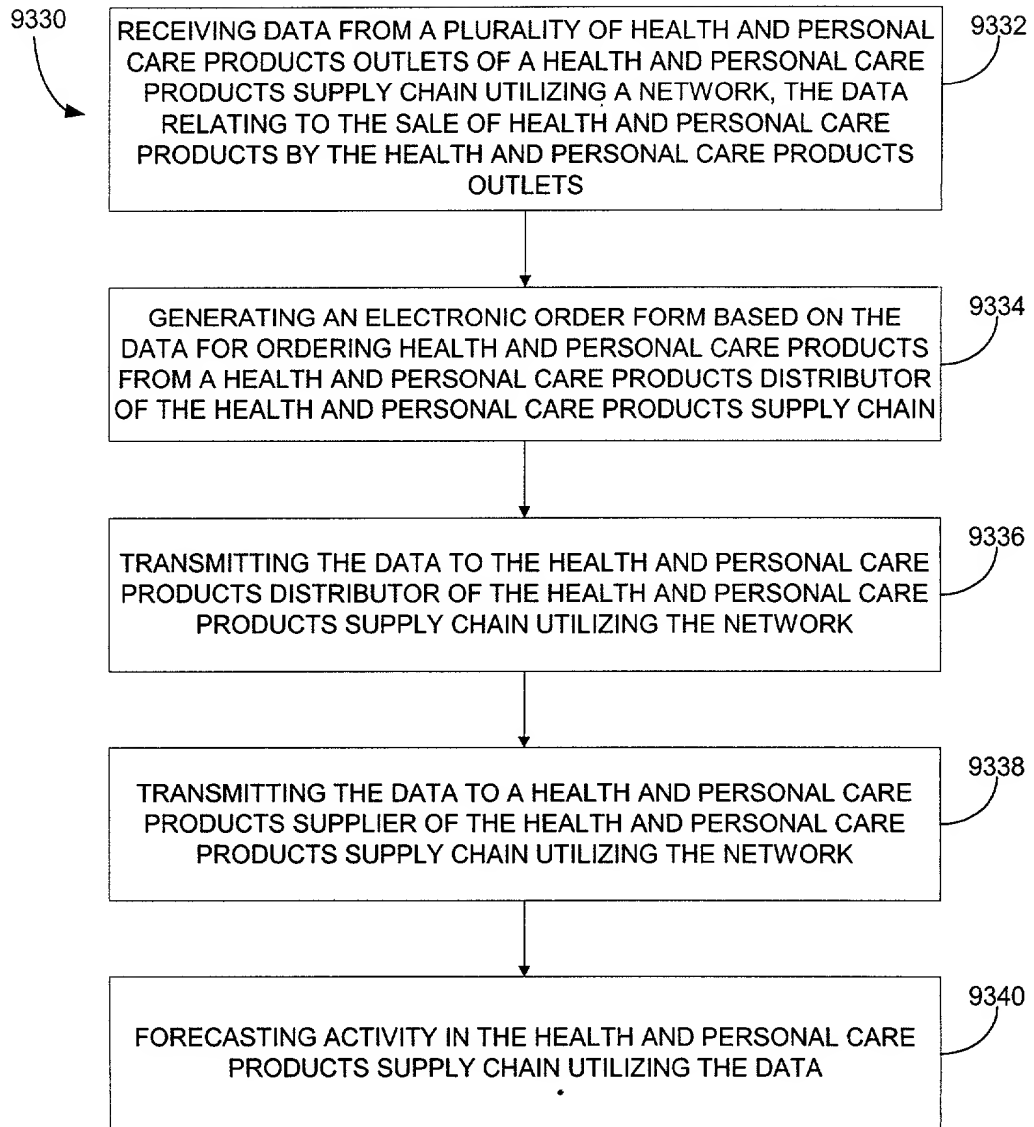 9330
RECEIVING DATA FROM A PLURALITY OF HEALTH AND PERSONAL
CARE PRODUCTS OUTLETS OF A HEALTH AND PERSONAL CARE
PRODUCTS SUPPLY CHAIN UTILIZING A NETWORK, THE DATA
RELATING TO THE SALE OF HEALTH AND PERSONAL CARE
PRODUCTS BY THE HEALTH AND PERSONAL CARE PRODUCTS
OUTLETS
9332
GENERATING AN ELECTRONIC ORDER FORM BASED ON THE
DATA FOR ORDERING HEALTH AND PERSONAL CARE PRODUCTS
FROM A HEALTH AND PERSONAL CARE PRODUCTS DISTRIBUTOR
OF THE HEALTH AND PERSONAL CARE PRODUCTS SUPPLY CHAIN
9334
TRANSMITTING THE DATA TO THE HEALTH AND PERSONAL CARE
PRODUCTS DISTRIBUTOR OF THE HEALTH AND PERSONAL CARE
PRODUCTS SUPPLY CHAIN UTILIZING THE NETWORK
9336
TRANSMITTING THE DATA TO A HEALTH AND PERSONAL CARE
PRODUCTS SUPPLIER OF THE HEALTH AND PERSONAL CARE
PRODUCTS SUPPLY CHAIN UTILIZING THE NETWORK
9338
FORECASTING ACTIVITY IN THE HEALTH AND PERSONAL CARE
PRODUCTS SUPPLY CHAIN UTILIZING THE DATA
9340